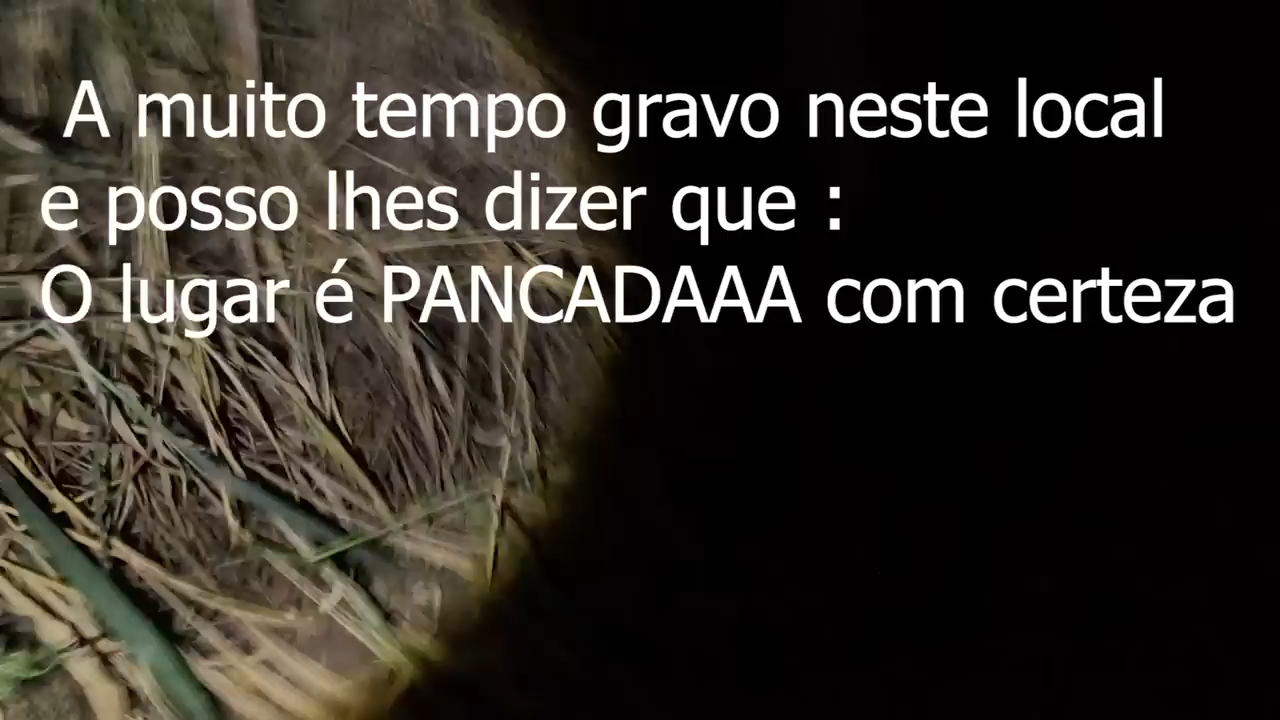 A muito tempo gravo neste local
e posso lhes dizer que :
O lugar é PANCADAAA com certeza